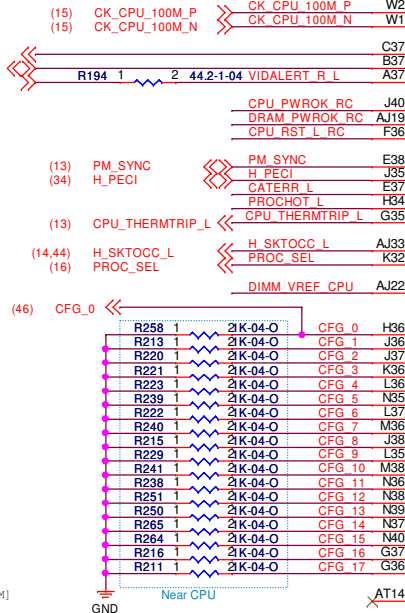 (15) CK_CPU_100M_P CK_CPU_100M_P W2
(15) CK_CPU_100M_N CK_CPU_100M_N W1
C37
B37
R194 1 2 44.2-1-04 VIDALERT_R_L A37
CPU_PWROK_RC J40
DRAM_PWROK_RC AJ19
CPU_RST_L_RC F36
(13) PM_SYNC PM_SYNC E38
(34) H_PECI H_PECI J35
CATERR_L E37
PROCHOT_L H34
(13) CPU_THERMTRIP_L CPU_THERMTRIP_L G35
(14,44) H_SKTOCC_L H_SKTOCC_L AJ33
(16) PROC_SEL PROC_SEL K32
DIMM_VREF_CPU AJ22
(46) CFG_0
R258 1 2 1K-04-O CFG_0 H36
R213 1 2 1K-04-O CFG_1 J36
R220 1 2 1K-04-O CFG_2 J37
R221 1 2 1K-04-O CFG_3 K36
R223 1 2 1K-04-O CFG_4 L36
R239 1 2 1K-04-O CFG_5 N35
R222 1 2 1K-04-O CFG_6 L37
R240 1 2 1K-04-O CFG_7 M36
R215 1 2 1K-04-O CFG_8 J38
R229 1 2 1K-04-O CFG_9 L35
R241 1 2 1K-04-O CFG_10 M38
R238 1 2 1K-04-O CFG_11 N36
R251 1 2 1K-04-O CFG_12 N38
R250 1 2 1K-04-O CFG_13 N39
R265 1 2 1K-04-O CFG_14 N37
R264 1 2 1K-04-O CFG_15 N40
R216 1 2 1K-04-O CFG_16 G37
R211 1 2 1K-04-O CFG_17 G36
Near CPU AT14
GND